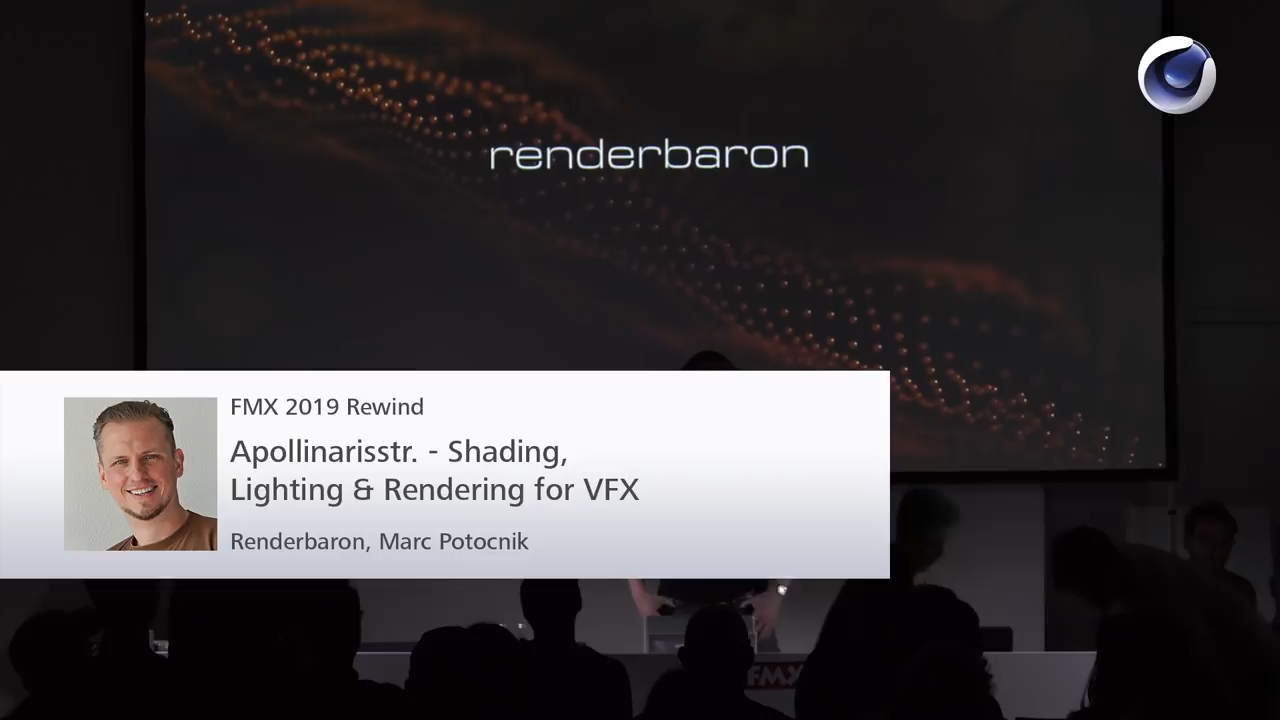 renderbaron
FMX 2019 Rewind
Apollinarisstr. - Shading,
Lighting & Rendering for VFX
Renderbaron, Marc Potocnik
FMX